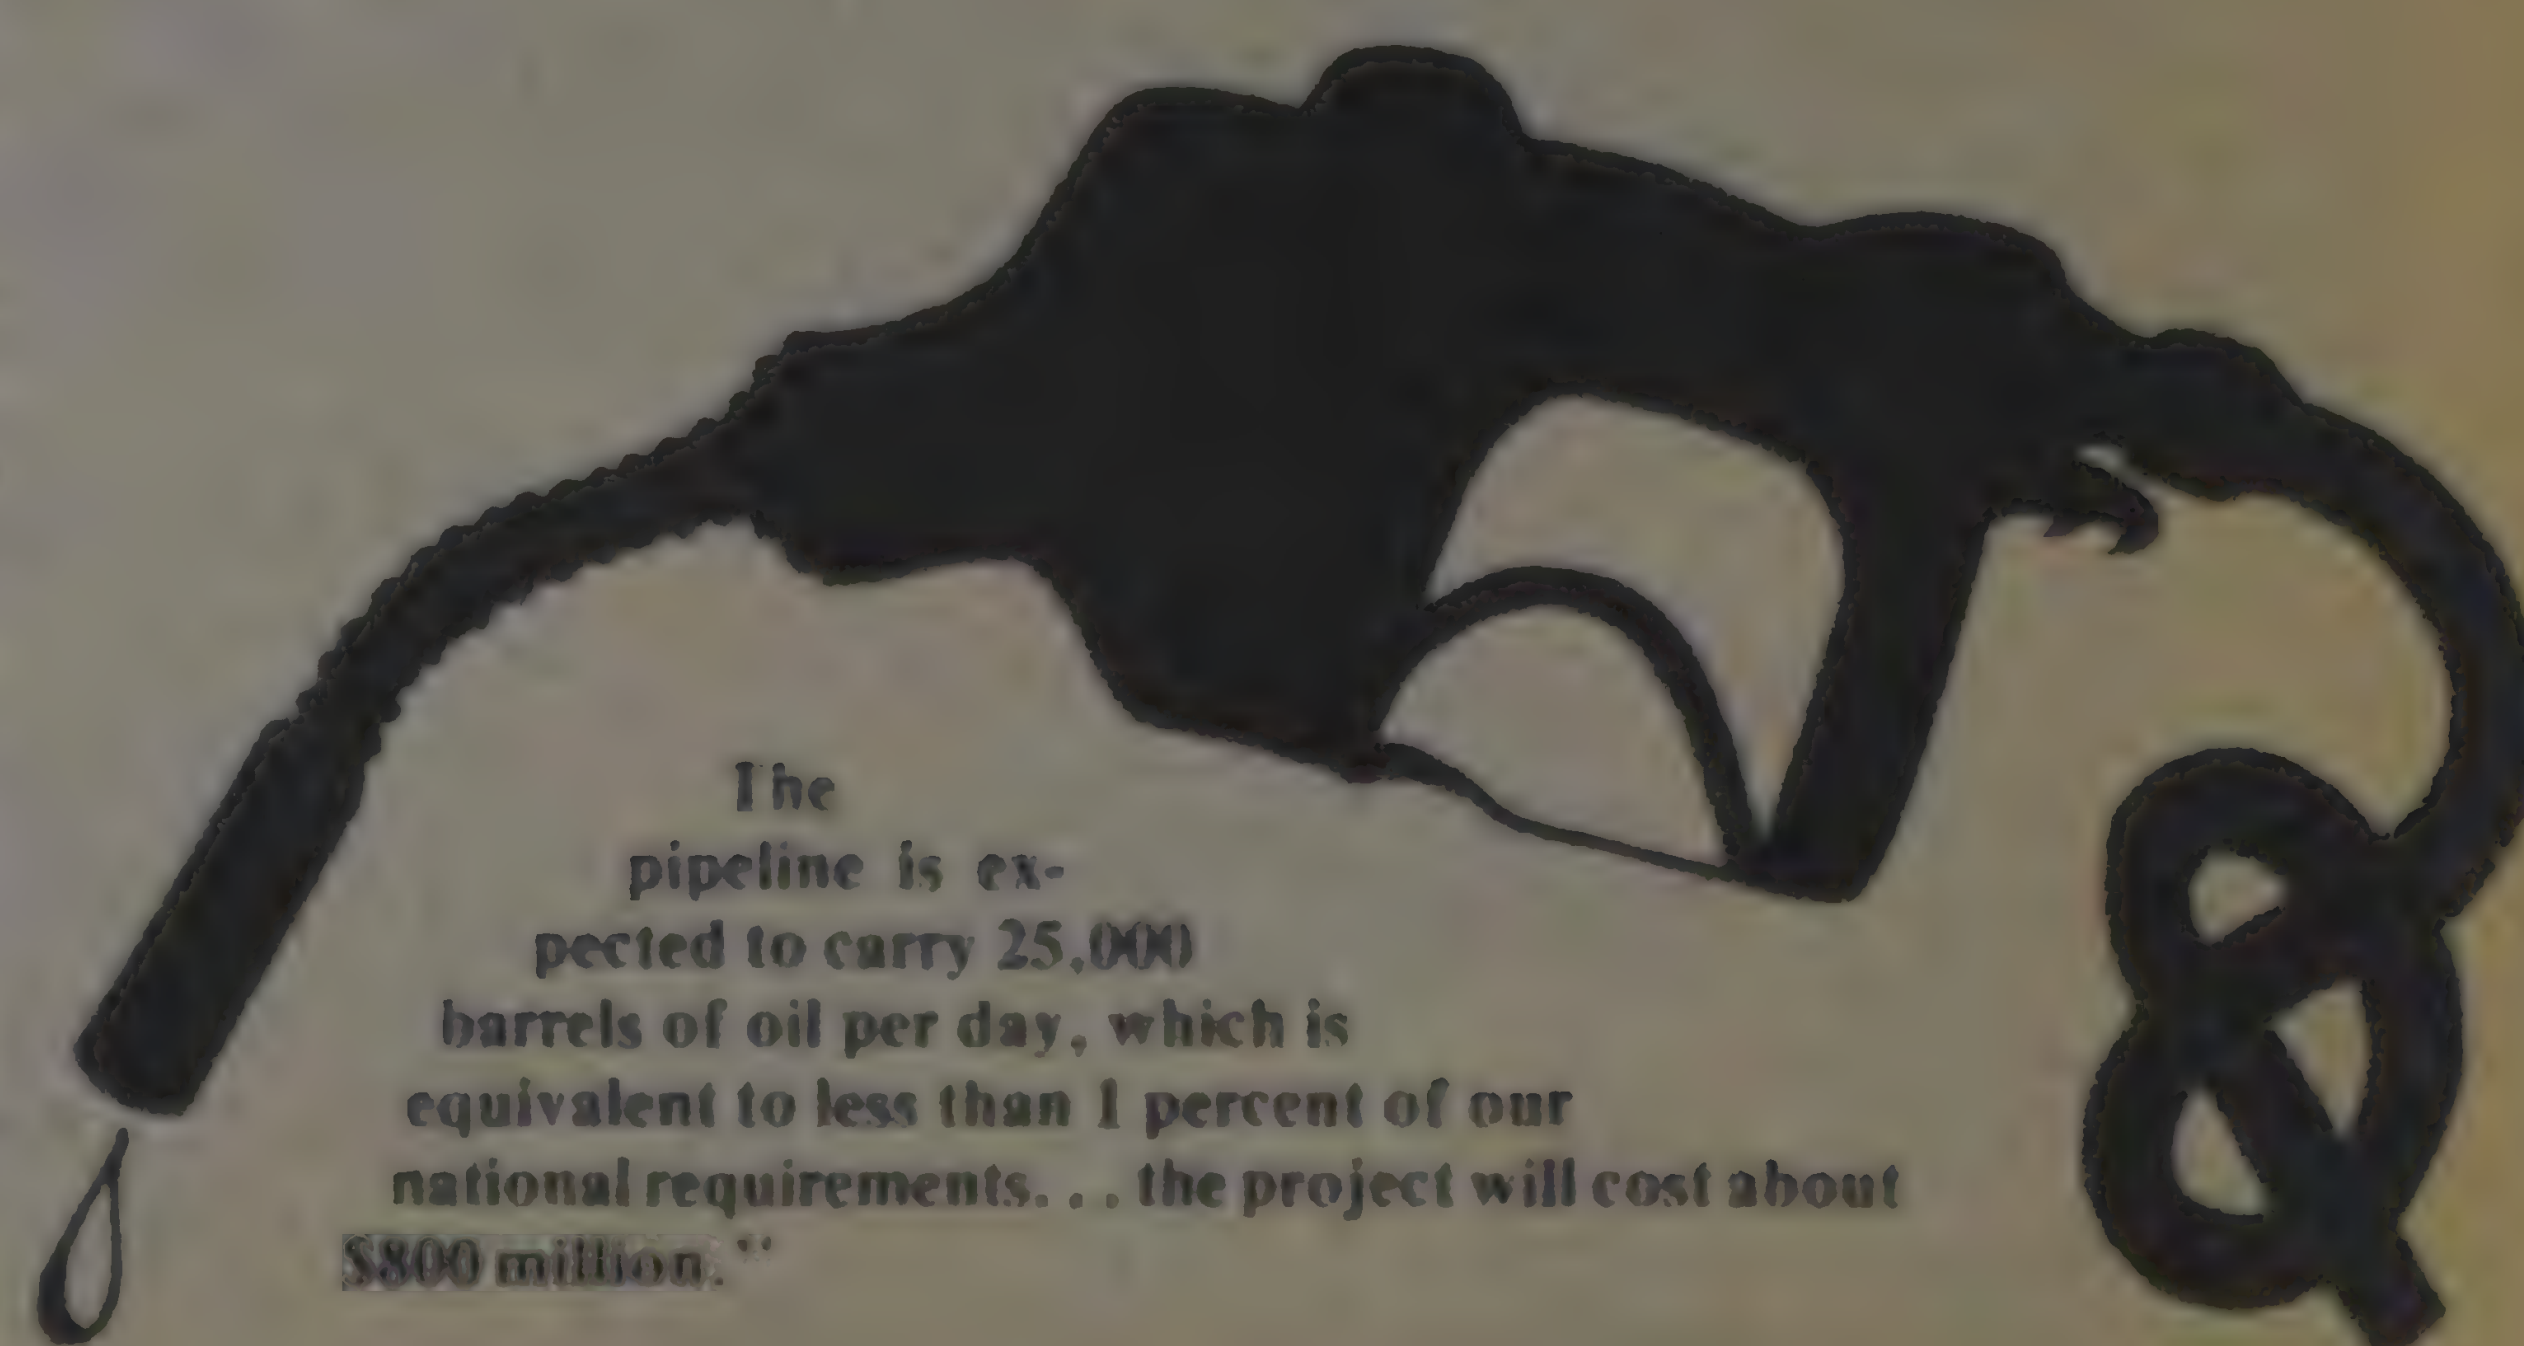 The
pipeline is ex-
pected to carry 25,000
barrels of oil per day, which is
equivalent to less than 1 percent of our
national requirements. . . the project will cost about
$800 million."